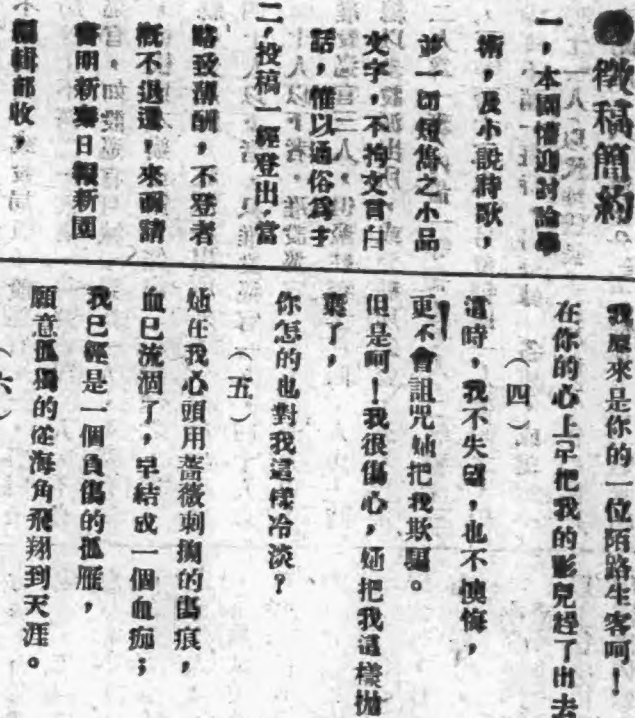 ●徵稿簡約
一，本園懽迎討論學
術，及小說詩歌，
並一切短雋之小品
文字，不拘文言白
話，惟以通俗爲主
二，投稿一經登出，當
略致薄酬，不登者
概不退還，來函請
書明新 日報新園
編輯部收，
我原來是你的一位陌路生客呵！
在你的心上早把我的影兒趕了出去
（四）
這時，我不失望，也不懊悔，
更不會詛咒她把我欺騙。
但是呵！我很傷心，她把我這樣拋
棄了，
你怎的也對我這樣冷淡？
（五）
她在我心頭用薔薇刺搠的傷痕，
血已流涸了，早結成一個血痂；
我已經是一個負傷的孤雁，
願意孤獨的從海角飛翔到天涯。
（六）